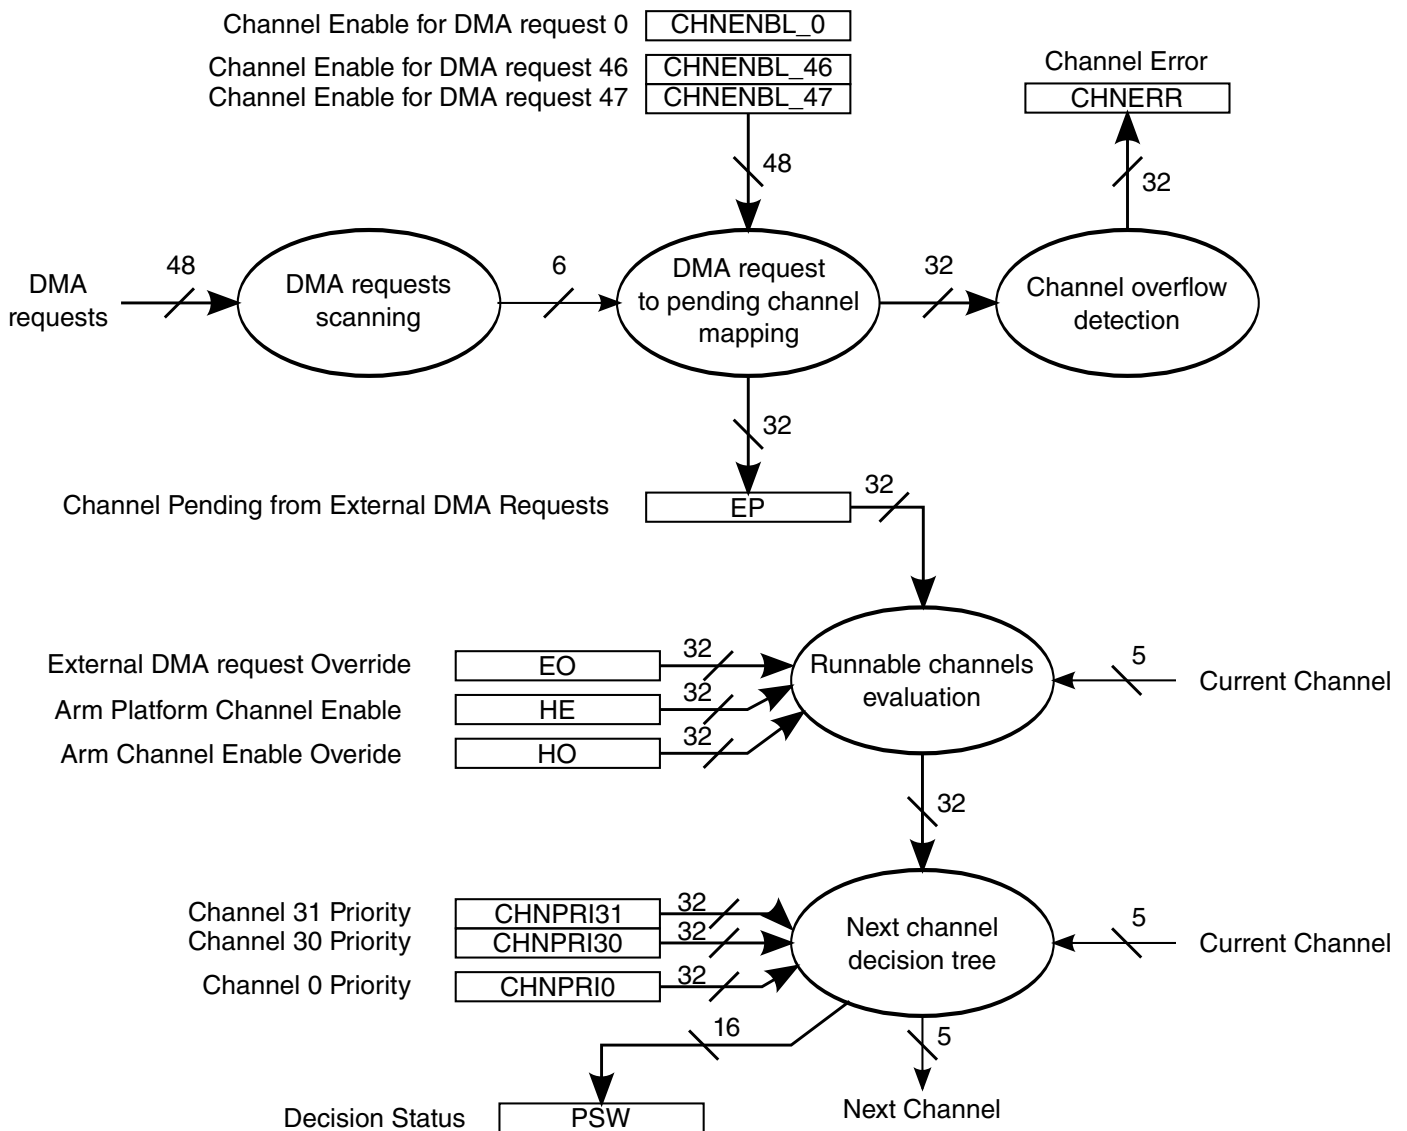 Channel Enable for DMA request 0 CHNENBL_0
Channel Enable for DMA request 46 CHNENBL_46
Channel Enable for DMA request 47 CHNENBL_47
Channel Error
CHNERR
48
32
DMA
requests
48
DMA requests
scanning
6
DMA request
to pending channel
mapping
32
Channel overflow
detection
32
Channel Pending from External DMA Requests EP 32
External DMA request Override EO 32
Arm Platform Channel Enable HE 32
Arm Channel Enable Overide HO 32
Runnable channels
evaluation
5
Current Channel
32
Channel 31 Priority CHNPRI31 32
Channel 30 Priority CHNPRI30 32
Channel 0 Priority CHNPRI0 32
Next channel
decision tree
5
Current Channel
16
5
Decision Status PSW
Next Channel